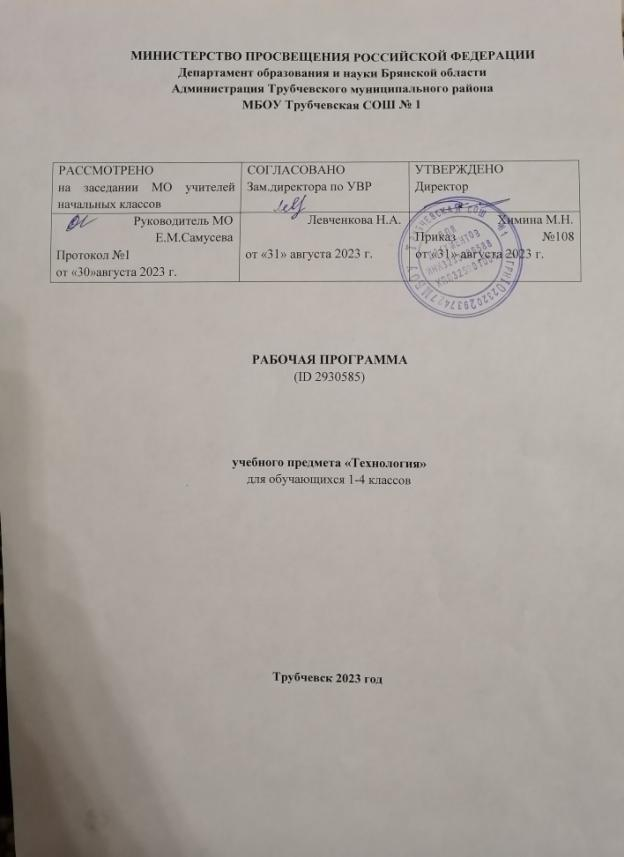 МИНИСТЕРСТВО ПРОСВЕЩЕНИЯ РОССИЙСКОЙ ФЕДЕРАЦИИ
Департамент образования и науки Брянской области
Администрация Трубчевского муниципального района
МБОУ Трубчевская СОШ № 1
РАССМОТРЕНО
на заседании МО учителей
начальных классов
Руководитель МО
Е.М.Самусева
Протокол №1
от «30»августа 2023 г.
СОГЛАСОВАНО
Зам.директора по УВР
Левченкова Н.А.
от «31» августа 2023 г.
УТВЕРЖДЕНО
Директор
Химина М.Н.
Приказ №108
от «31» августа 2023 г.
РАБОЧАЯ ПРОГРАММА
(ID 2930585)
учебного предмета «Технология»
для обучающихся 1-4 классов
Трубчевск 2023 год